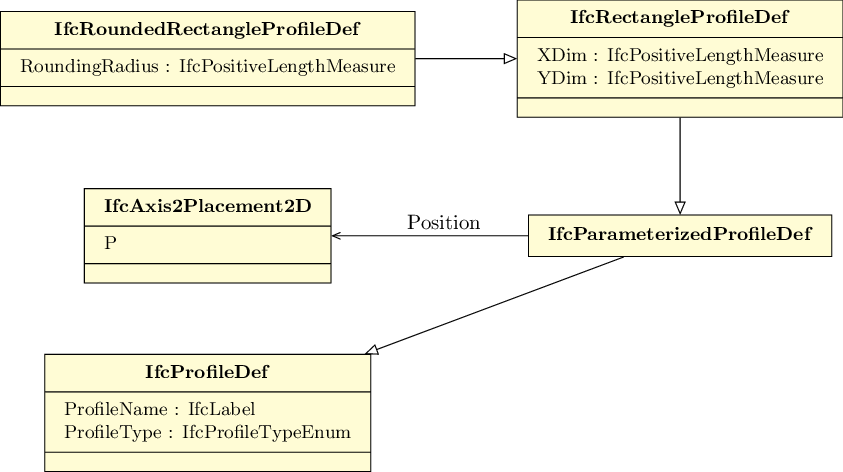 IfcRoundedRectangleProfileDef
RoundingRadius : IfcPositiveLengthMeasure
IfcRectangleProfileDef
XDim : IfcPositiveLengthMeasure
YDim : IfcPositiveLengthMeasure
IfcAxis2Placement2D
P
Position
IfcParameterizedProfileDef
IfcProfileDef
ProfileName : IfcLabel
ProfileType : IfcProfileTypeEnum